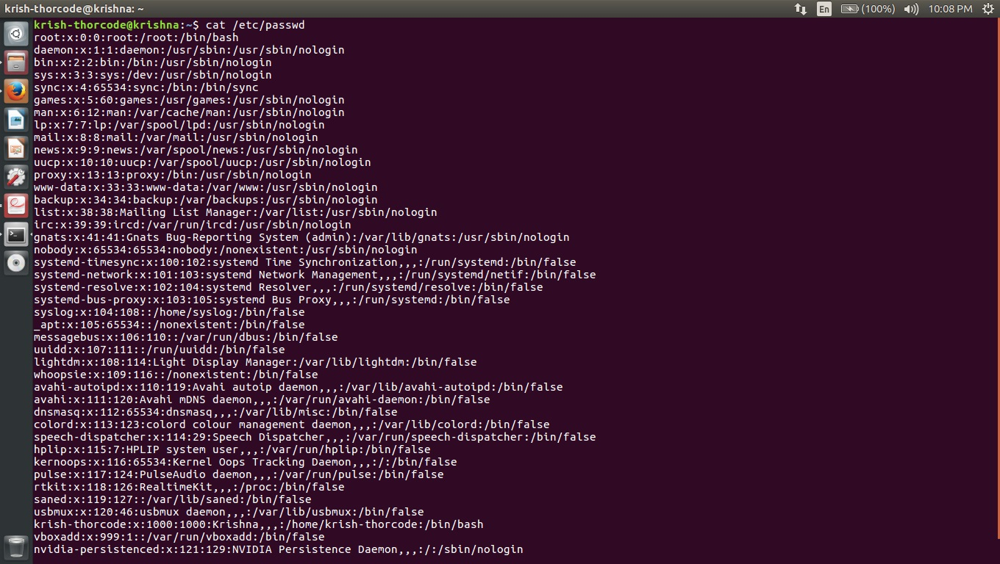 krish-thorcode@krishna: ~
En
(100%)
10:08 PM
krish-thorcode@krishna:~$ cat /etc/passwd
root:x:0:0:root:/root:/bin/bash
daemon:x:1:1:daemon:/usr/sbin:/usr/sbin/nologin
bin:x:2:2:bin:/bin:/usr/sbin/nologin
sys:x:3:3:sys:/dev:/usr/sbin/nologin
sync:x:4:65534:sync:/bin:/bin/sync
games:x:5:60:games:/usr/games:/usr/sbin/nologin
man:x:6:12:man:/var/cache/man:/usr/sbin/nologin
lp:x:7:7:lp:/var/spool/lpd:/usr/sbin/nologin
mail:x:8:8:mail:/var/mail:/usr/sbin/nologin
news:x:9:9:news:/var/spool/news:/usr/sbin/nologin
uucp:x:10:10:uucp:/var/spool/uucp:/usr/sbin/nologin
proxy:x:13:13:proxy:/bin:/usr/sbin/nologin
www-data:x:33:33:www-data:/var/www:/usr/sbin/nologin
backup:x:34:34:backup:/var/backups:/usr/sbin/nologin
list:x:38:38:Mailing List Manager:/var/list:/usr/sbin/nologin
irc:x:39:39:ircd:/var/run/ircd:/usr/sbin/nologin
gnats:x:41:41:Gnats Bug-Reporting System (admin):/var/lib/gnats:/usr/sbin/nologin
nobody:x:65534:65534:nobody:/nonexistent:/usr/sbin/nologin
systemd-timesync:x:100:102:systemd Time Synchronization,,,:/run/systemd:/bin/false
systemd-network:x:101:103:systemd Network Management,,,:/run/systemd/netif:/bin/false
systemd-resolve:x:102:104:systemd Resolver,,,:/run/systemd/resolve:/bin/false
systemd-bus-proxy:x:103:105:systemd Bus Proxy,,,:/run/systemd:/bin/false
syslog:x:104:108::/home/syslog:/bin/false
_apt:x:105:65534::/nonexistent:/bin/false
messagebus:x:106:110::/var/run/dbus:/bin/false
uuidd:x:107:111::/run/uuidd:/bin/false
lightdm:x:108:114:Light Display Manager:/var/lib/lightdm:/bin/false
whoopsie:x:109:116::/nonexistent:/bin/false
avahi-autoipd:x:110:119:Avahi autoip daemon,,,:/var/lib/avahi-autoipd:/bin/false
avahi:x:111:120:Avahi mDNS daemon,,,:/var/run/avahi-daemon:/bin/false
dnsmasq:x:112:65534:dnsmasq,,,:/var/lib/misc:/bin/false
colord:x:113:123:colord colour management daemon,,,:/var/lib/colord:/bin/false
speech-dispatcher:x:114:29:Speech Dispatcher,,,:/var/run/speech-dispatcher:/bin/false
hplip:x:115:7:HPLIP system user,,,:/var/run/hplip:/bin/false
kernoops:x:116:65534:Kernel Oops Tracking Daemon,,,:/:/bin/false
pulse:x:117:124:PulseAudio daemon,,,:/var/run/pulse:/bin/false
rtkit:x:118:126:RealtimeKit,,,:/proc:/bin/false
saned:x:119:127::/var/lib/saned:/bin/false
usbmux:x:120:46:usbmux daemon,,,:/var/lib/usbmux:/bin/false
krish-thorcode:x:1000:1000:Krishna,,,:/home/krish-thorcode:/bin/bash
vboxadd:x:999:1::/var/run/vboxadd:/bin/false
nvidia-persistenced:x:121:129:NVIDIA Persistence Daemon,,,:/:/sbin/nologin